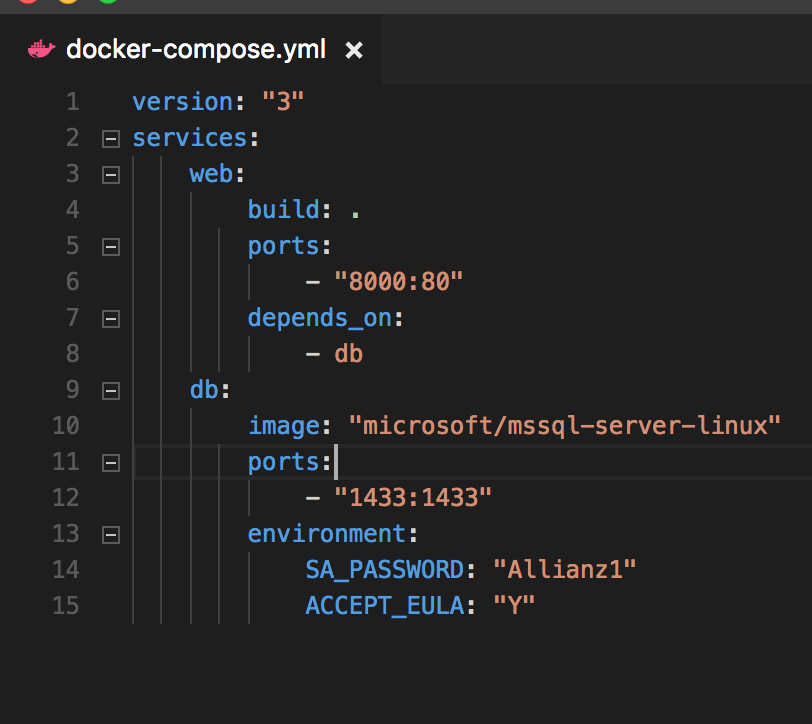 docker-compose.yml ×
1 version: "3"
2 services:
3 web:
4 build: .
5 ports:
6 - "8000:80"
7 depends_on:
8 - db
9 db:
10 image: "microsoft/mssql-server-linux"
11 ports:
12 - "1433:1433"
13 environment:
14 SA_PASSWORD: "Allianz1"
15 ACCEPT_EULA: "Y"